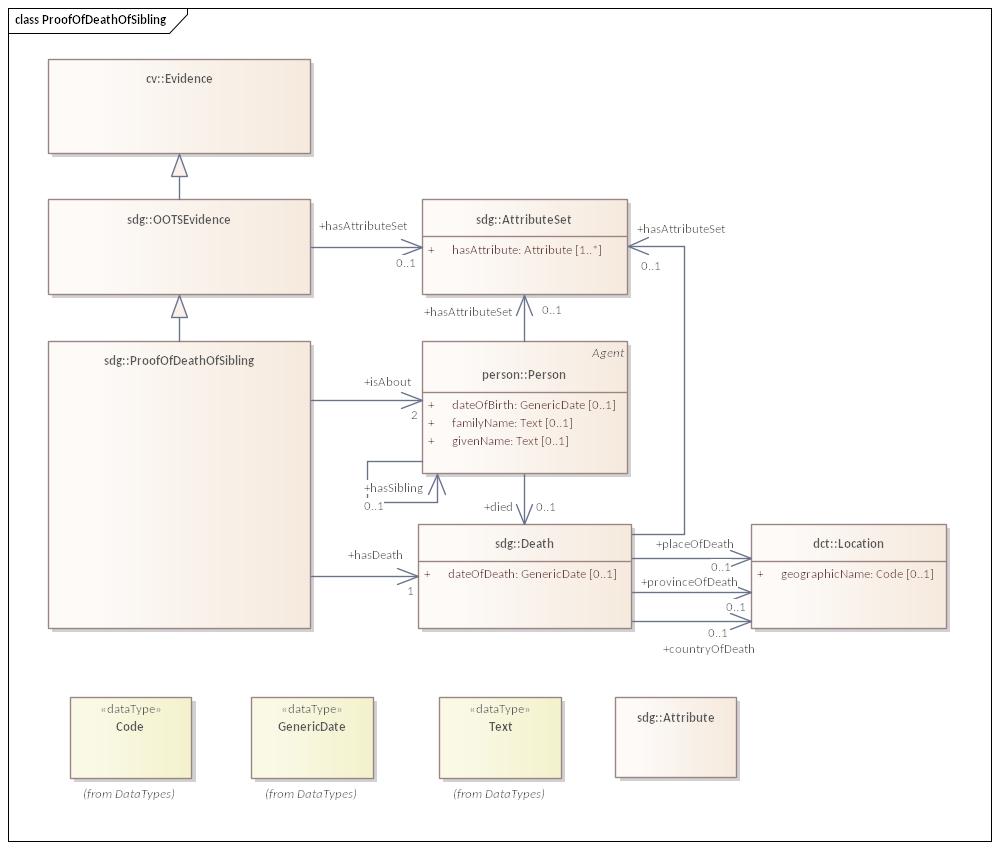 class ProofOfDeathOfSibling
cv::Evidence
sdg::OOTSEvidence
+hasAttributeSet
0..1
sdg::AttributeSet
+ hasAttribute: Attribute [1..*]
+hasAttributeSet
0..1
+hasAttributeSet
0..1
sdg::ProofOfDeathOfSibling
+isAbout
2
Agent
person::Person
+ dateOfBirth: GenericDate [0..1]
+ familyName: Text [0..1]
+ givenName: Text [0..1]
+hasSibling
0..1
+died
0..1
+hasDeath
1
sdg::Death
+ dateOfDeath: GenericDate [0..1]
+placeOfDeath
0..1
+provinceOfDeath
0..1
0..1
+countryOfDeath
dct::Location
+ geographicName: Code [0..1]
«dataType»
Code
(from DataTypes)
«dataType»
GenericDate
(from DataTypes)
«dataType»
Text
(from DataTypes)
sdg::Attribute